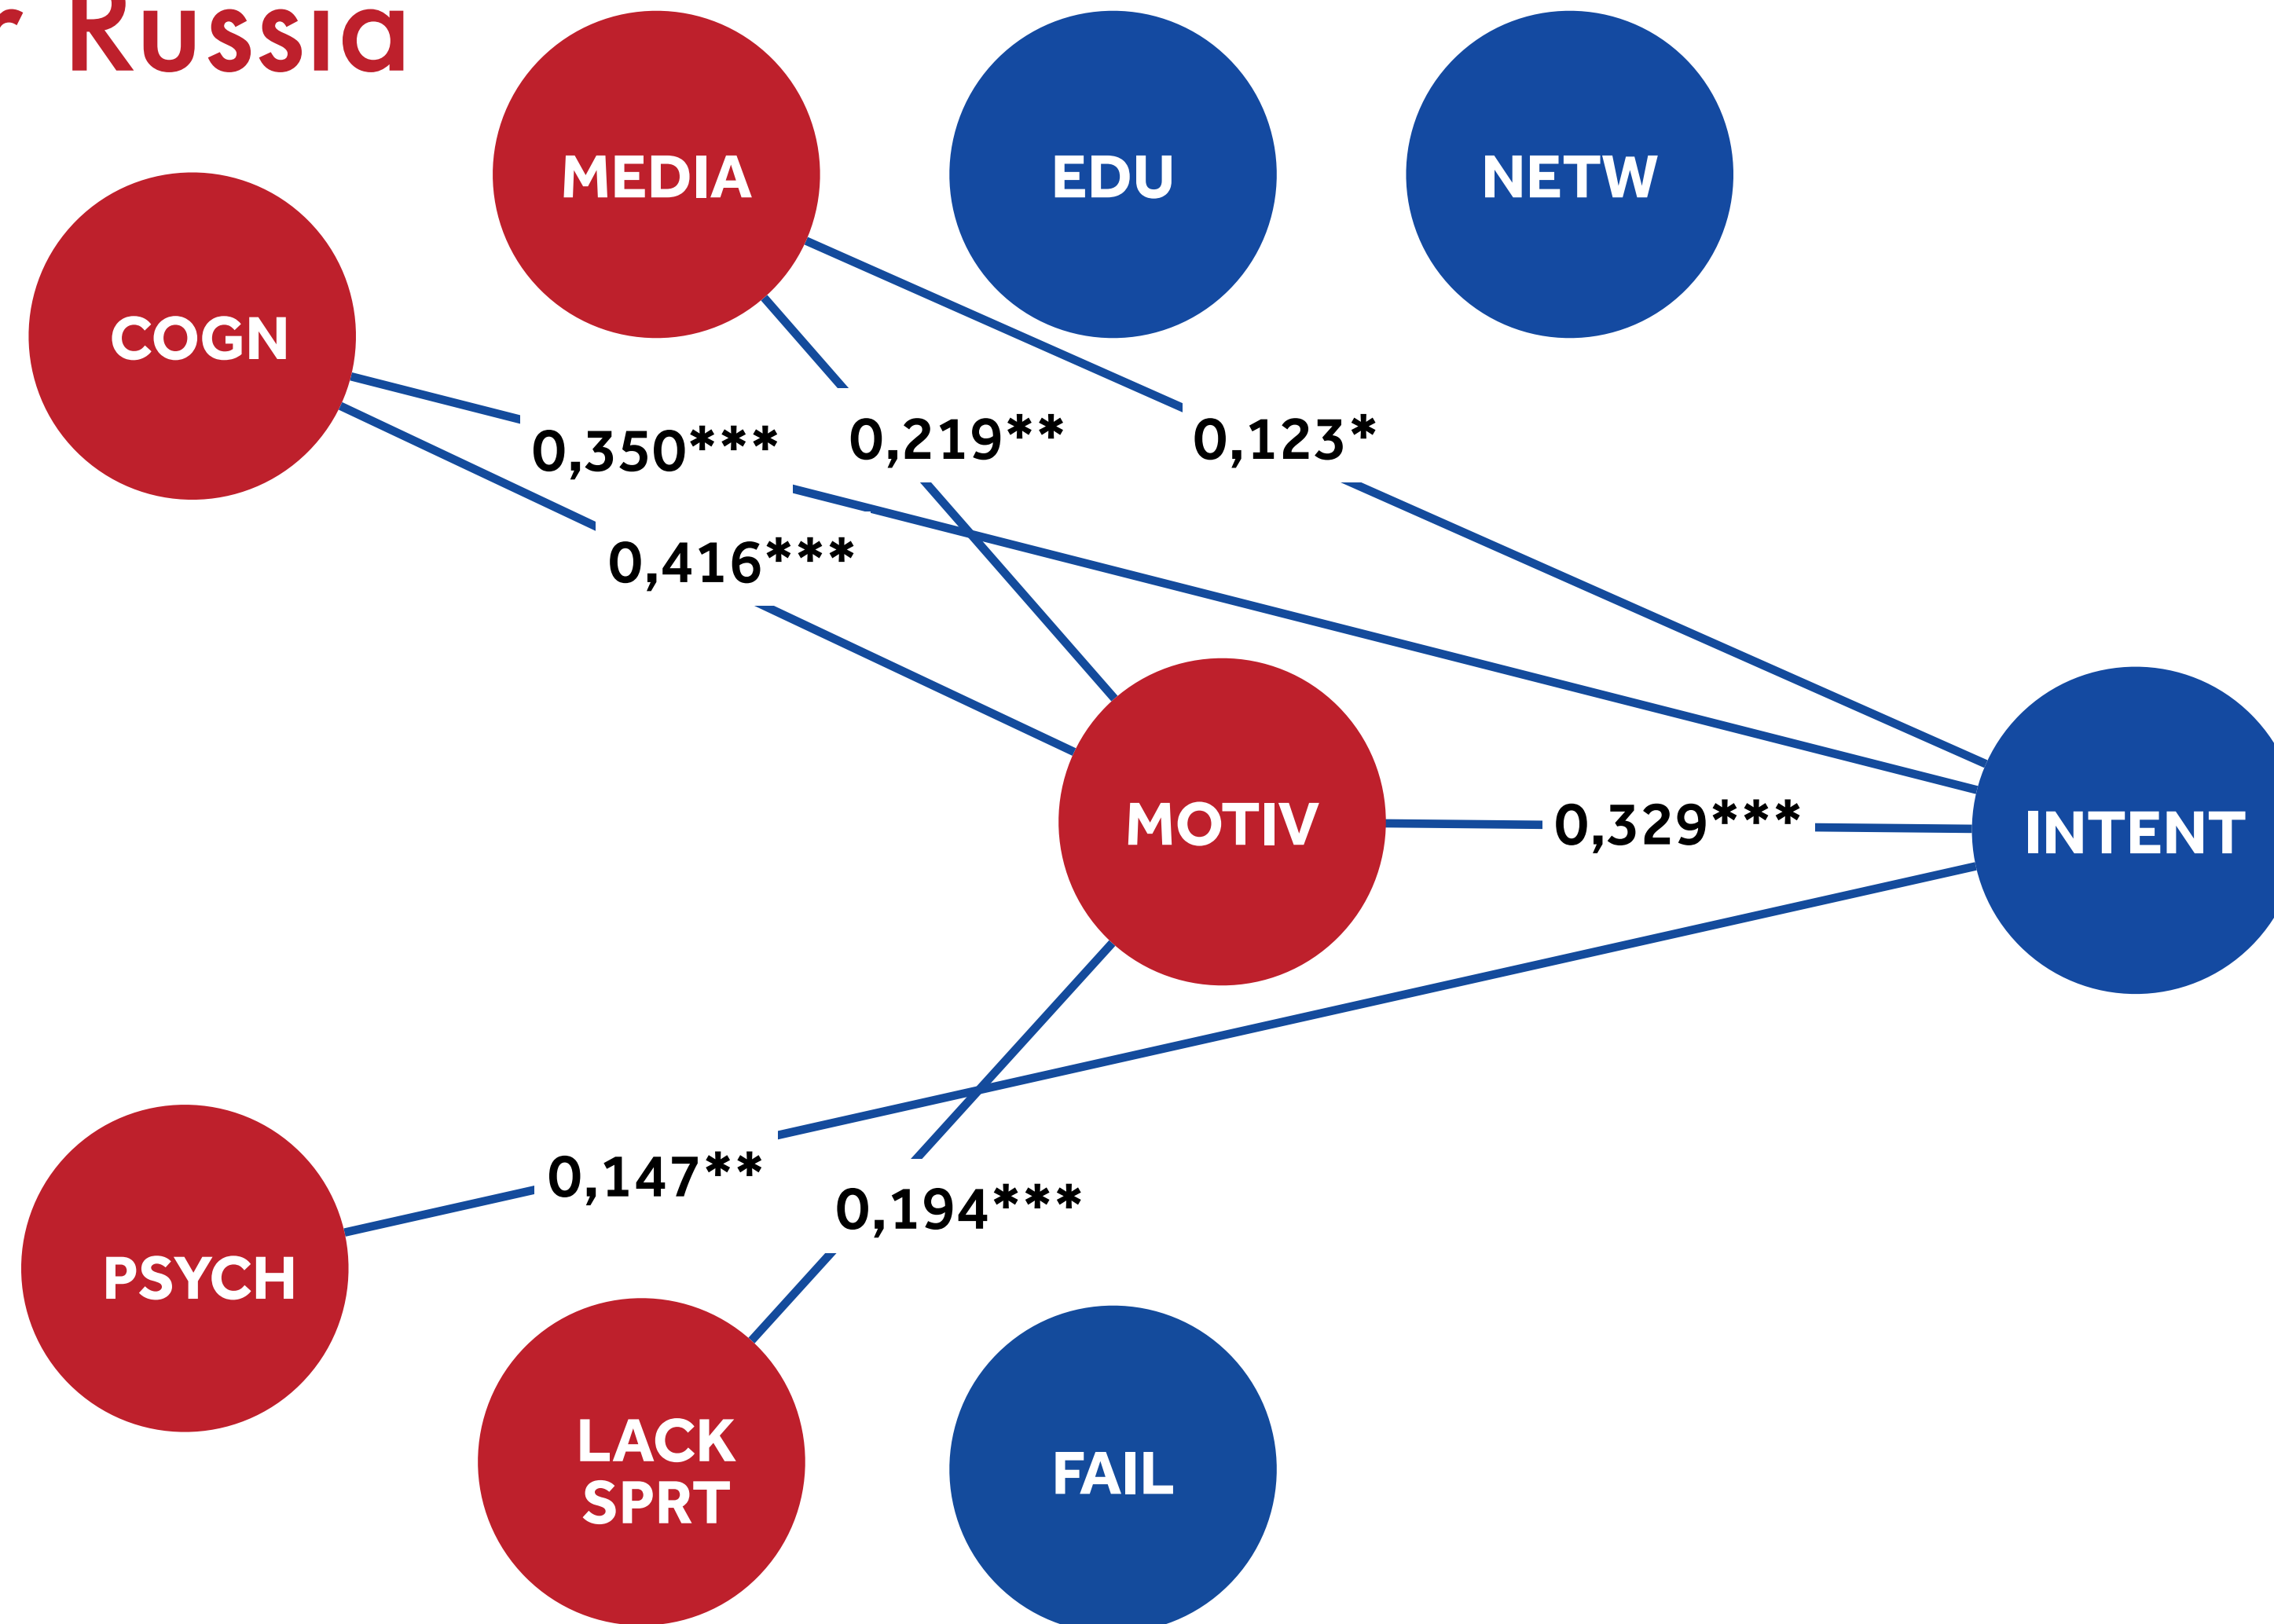 r Russia
MEDIA
EDU
NETW
COGN
0,350***
0,219**
0,123*
0,416***
MOTIV
0,329***
INTENT
0,147**
0,194***
PSYCH
LACK
SPRT
FAIL